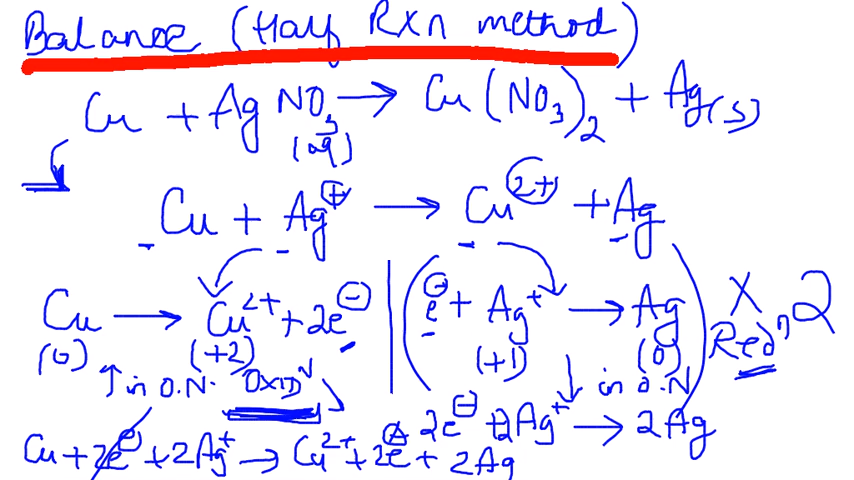 Balance (Half Rxn method)
Cu + AgNO₃ (aq) → Cu(NO₃)₂ + Ag(s)
Cu + Ag⁺ → Cu²⁺ + Ag
Cu → Cu²⁺ + 2e⊖ | (e⊖ + Ag⁺ → Ag) X 2
(0) (+2) (+1) (0) Redⁿ
↑ in O.N. OXIDⁿ ↓ in O.N
2e⊖ + 2Ag⁺ → 2Ag
Cu + 2e⊖ + 2Ag⁺ → Cu²⁺ + 2e⊖ + 2Ag